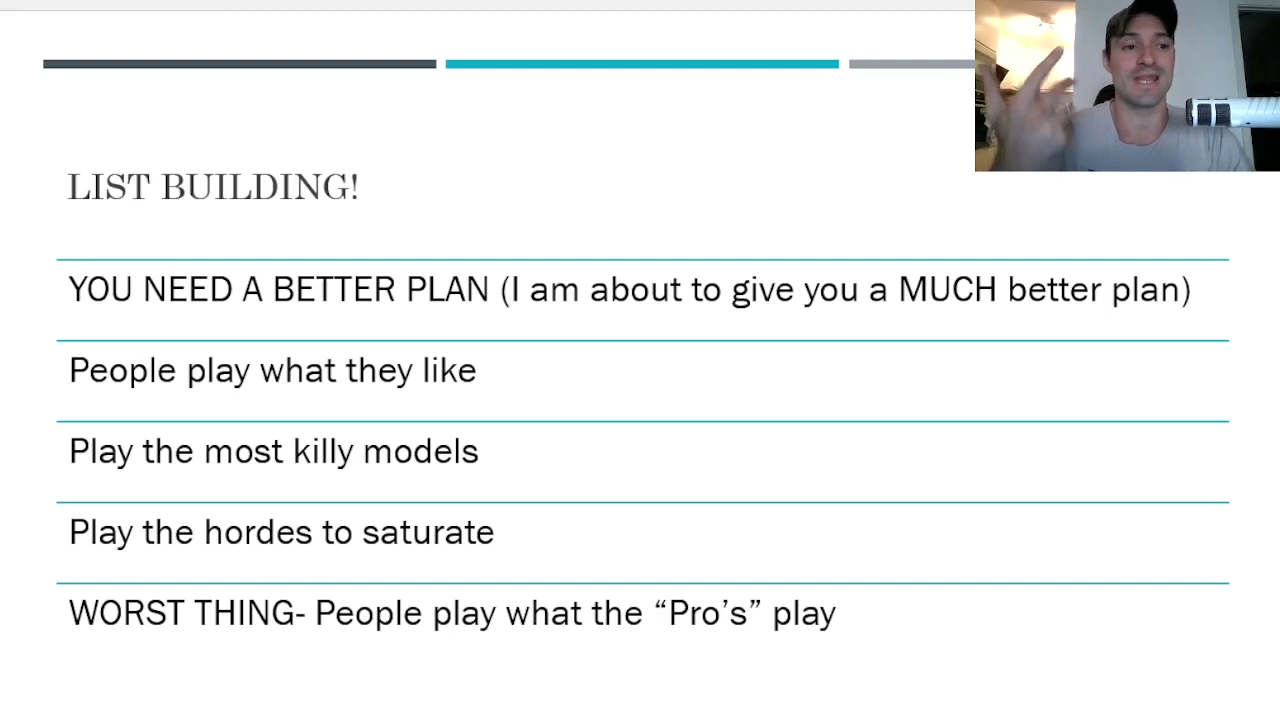 LIST BUILDING!
YOU NEED A BETTER PLAN (I am about to give you a MUCH better plan)
People play what they like
Play the most killy models
Play the hordes to saturate
WORST THING- People play what the “Pro’s” play